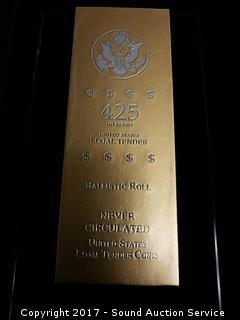 $ $ $ $
425
UNITED STATES
LEGAL TENDER
$ $ $ $
BALLISTIC ROLL
NEVER
CIRCULATED
UNITED STATES
LEGAL TENDER COINS
Copyright 2017 - Sound Auction Service